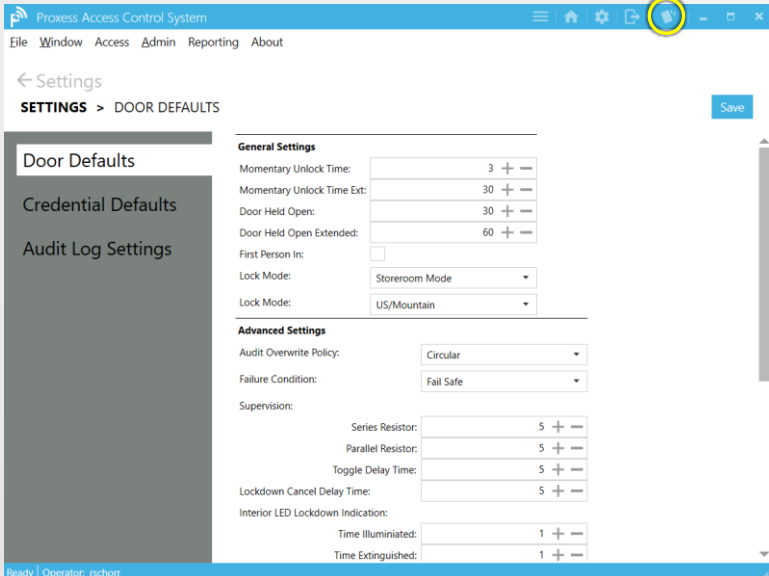 Proxess Access Control System
File Window Access Admin Reporting About
Settings
SETTINGS > DOOR DEFAULTS
Save
Door Defaults
Credential Defaults
Audit Log Settings
General Settings
Momentary Unlock Time: 3
Momentary Unlock Time Ext: 30
Door Held Open: 30
Door Held Open Extended: 60
First Person In:
Lock Mode: Storeroom Mode
Lock Mode: US/Mountain
Advanced Settings
Audit Overwrite Policy: Circular
Failure Condition: Fail Safe
Supervision:
Series Resistor: 5
Parallel Resistor: 5
Toggle Delay Time: 5
Lockdown Cancel Delay Time: 5
Interior LED Lockdown Indication:
Time Illuminiated: 1
Time Extinguished: 1
Ready Operator: rschorr